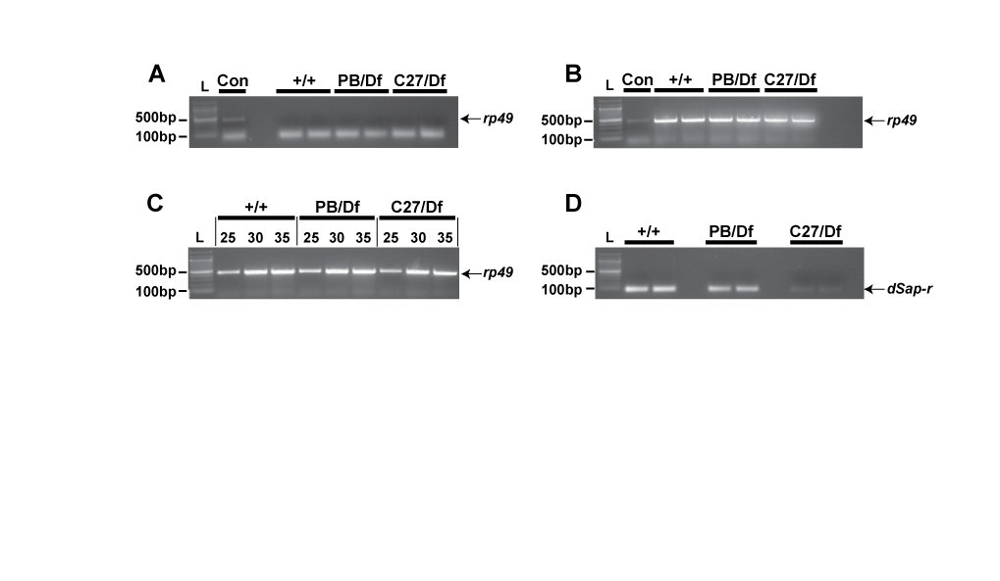 A
L Con +/+ PB/Df C27/Df
500bp
100bp
rp49
B
L Con +/+ PB/Df C27/Df
500bp
100bp
rp49
C
+/+ PB/Df C27/Df
L 25 30 35 25 30 35 25 30 35
500bp
100bp
rp49
D
L +/+ PB/Df C27/Df
500bp
100bp
dSap-r